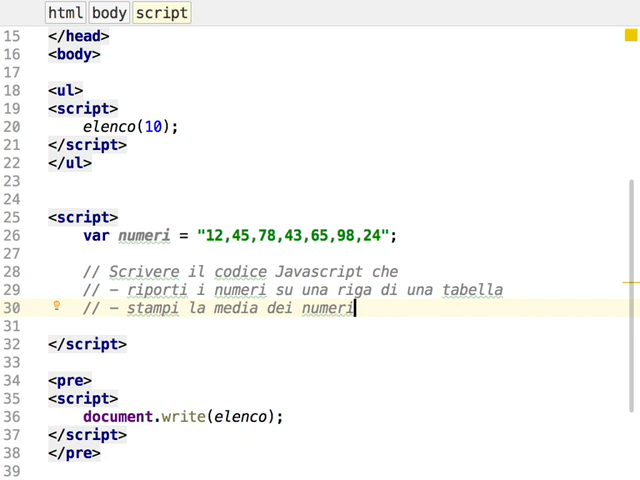 html body script
15 </head>
16 <body>
17
18 <ul>
19 <script>
20     elenco(10);
21 </script>
22 </ul>
23
24
25 <script>
26     var numeri = "12,45,78,43,65,98,24";
27
28     // Scrivere il codice Javascript che
29     // - riporti i numeri su una riga di una tabella
30     // - stampi la media dei numeri
31
32 </script>
33
34 <pre>
35 <script>
36     document.write(elenco);
37 </script>
38 </pre>
39